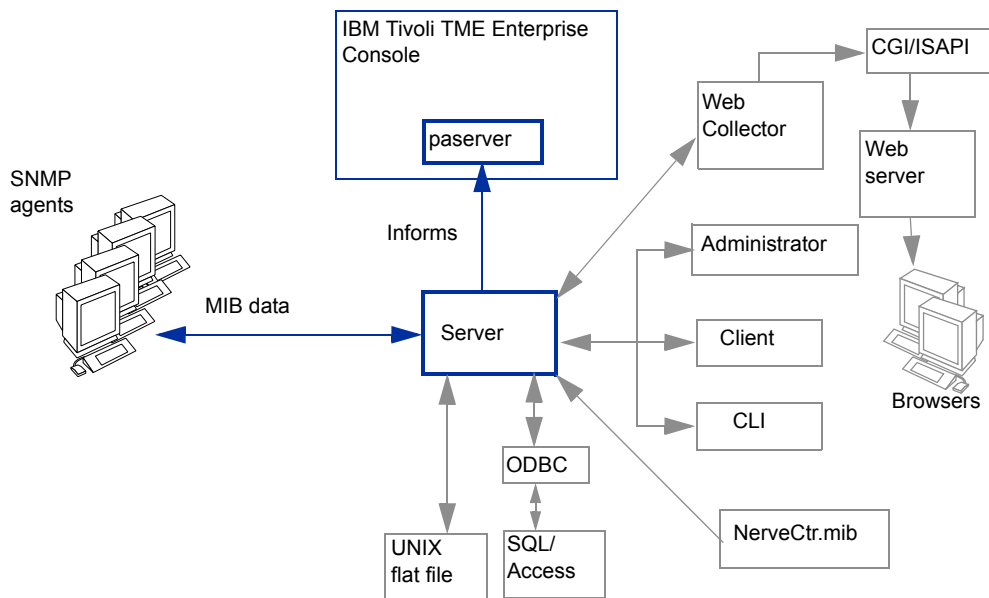 IBM Tivoli TME Enterprise
Console
paserver
CGI/ISAPI
Web
Collector
Web
server
SNMP
agents
Informs
Administrator
MIB data
Server
Client
Browsers
CLI
ODBC
NerveCtr.mib
UNIX
flat file
SQL/
Access